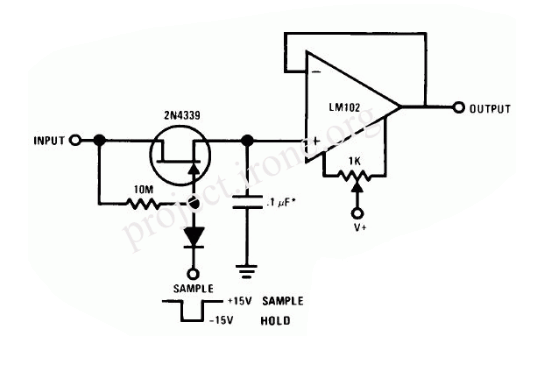 2N4339
LM102
INPUT
OUTPUT
10M
.1 µF*
1K
V+
SAMPLE
+15V SAMPLE
-15V HOLD
project.irone.org
−
+